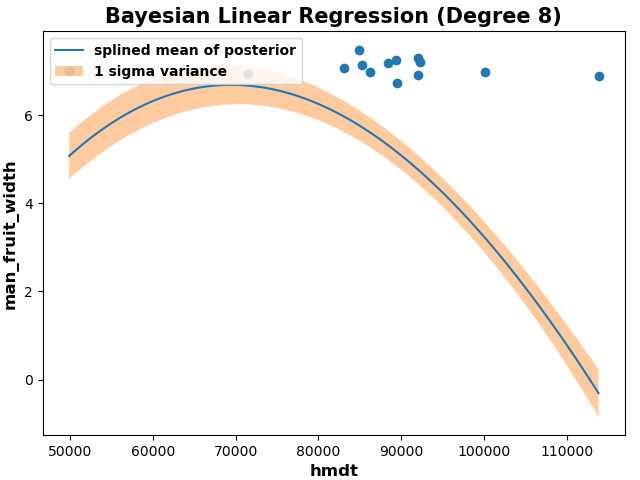 Bayesian Linear Regression (Degree 8)
splined mean of posterior
1 sigma variance
man_fruit_width
6
4
2
0
50000 60000 70000 80000 90000 100000 110000
hmdt